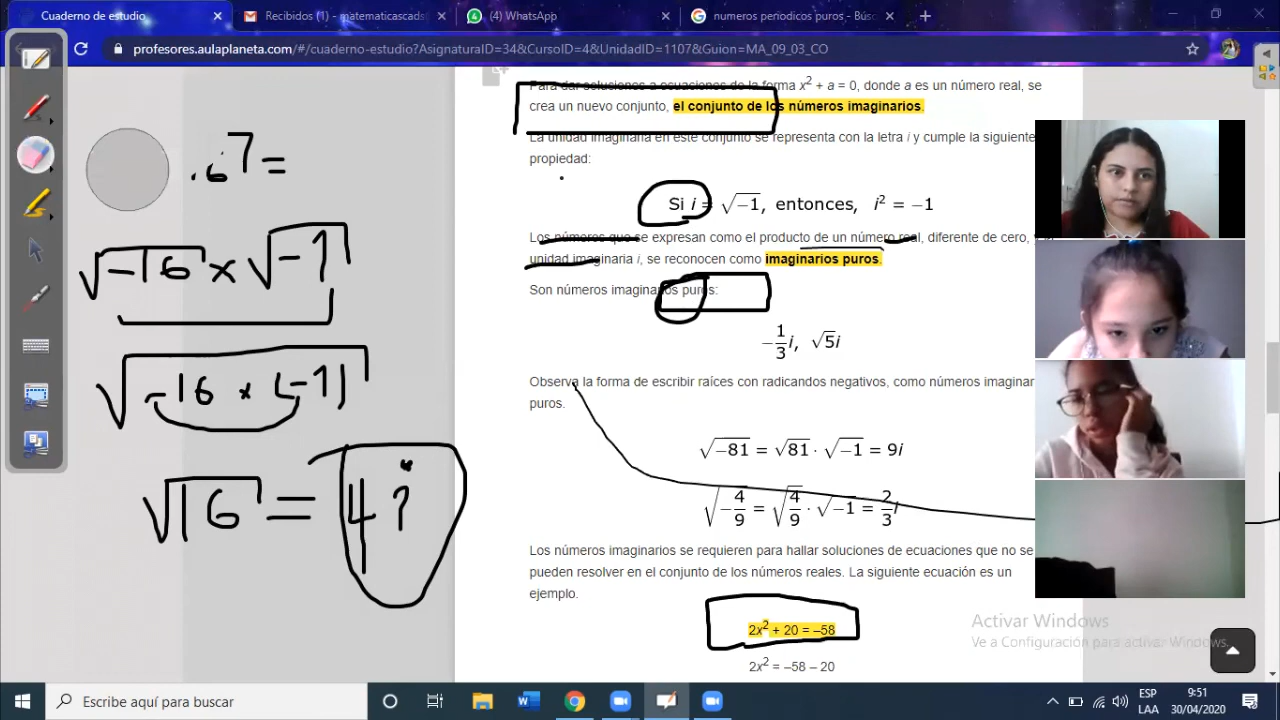 Cuaderno de estudio
Recibidos (1) - matematicascads
(4) WhatsApp
numeros periodicos puros - Bús
profesores.aulaplaneta.com/#/cuaderno-estudio?AsignaturaID=34&CursoID=4&UnidadID=1107&Guion=MA_09_03_CO
Para dar soluciones a ecuaciones de la forma x² + a = 0, donde a es un número real, se
crea un nuevo conjunto, el conjunto de los números imaginarios.
La unidad imaginaria en este conjunto se representa con la letra i y cumple la siguiente
propiedad:
Si i = √−1, entonces, i² = −1
Los números que se expresan como el producto de un número real, diferente de cero, y la
unidad imaginaria i, se reconocen como imaginarios puros.
Son números imaginarios puros:
−1/3 i, √5i
Observa la forma de escribir raíces con radicandos negativos, como números imaginar
puros.
√−81 = √81 · √−1 = 9i
√−4/9 = √4/9 · √−1 = 2/3 i
Los números imaginarios se requieren para hallar soluciones de ecuaciones que no se
pueden resolver en el conjunto de los números reales. La siguiente ecuación es un
ejemplo.
2x² + 20 = –58
2x² = –58 – 20
.67=
√-16 x √-1
√-16 x (-1)
√16 = 4
Activar Windows
Ve a Configuración para activar Windows.
Escribe aquí para buscar
ESP
LAA
9:51
30/04/2020